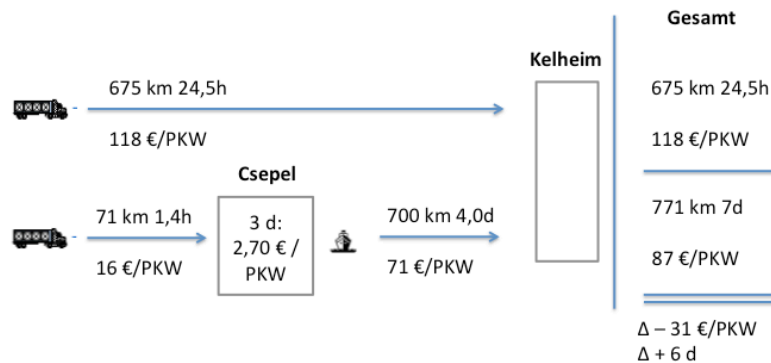 Gesamt
Kelheim
675 km 24,5h
118 €/PKW
675 km 24,5h
118 €/PKW
Csepel
71 km 1,4h
16 €/PKW
3 d:
2,70 € /
PKW
700 km 4,0d
71 €/PKW
771 km 7d
87 €/PKW
Δ – 31 €/PKW
Δ + 6 d